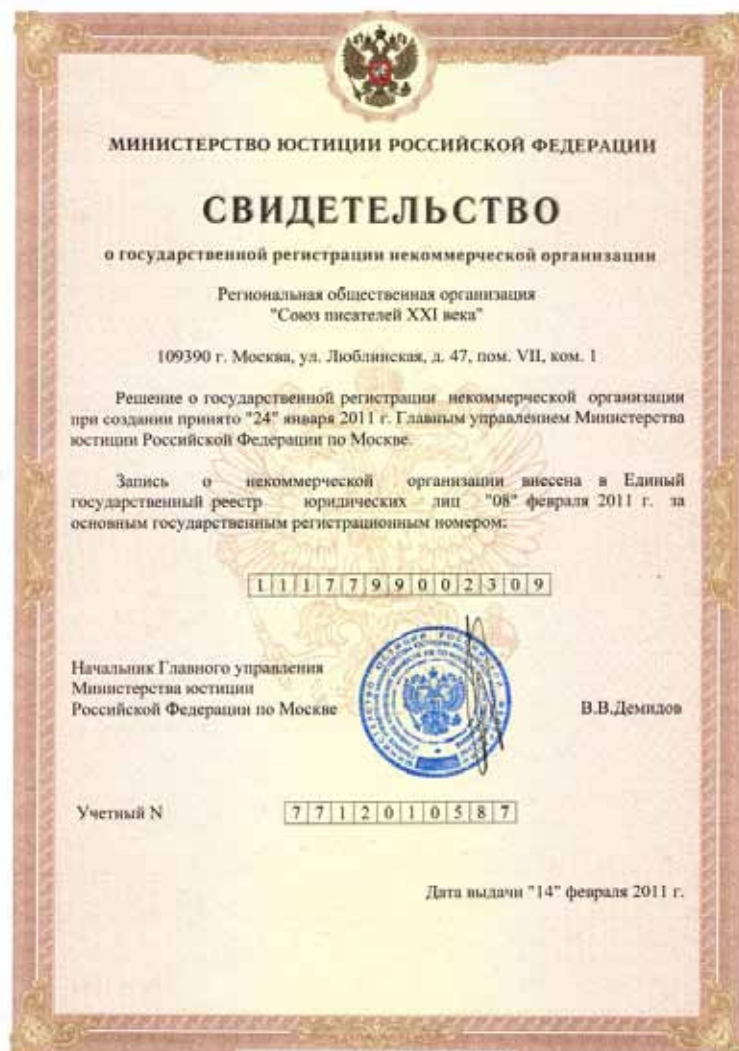 МИНИСТЕРСТВО ЮСТИЦИИ РОССИЙСКОЙ ФЕДЕРАЦИИ
СВИДЕТЕЛЬСТВО
о государственной регистрации некоммерческой организации
Региональная общественная организация
"Союз писателей XXI века"
109390 г. Москва, ул. Люблинская, д. 47, пом. VII, ком. 1
Решение о государственной регистрации некоммерческой организации
при создании принято "24" января 2011 г. Главным управлением Министерства
юстиции Российской Федерации по Москве.
Запись о некоммерческой организации внесена в Единый
государственный реестр юридических лиц "08" февраля 2011 г. за
основным государственным регистрационным номером:
1117799002309
Начальник Главного управления
Министерства юстиции
Российской Федерации по Москве
В.В.Демидов
Учетный N 7712010587
Дата выдачи "14" февраля 2011 г.